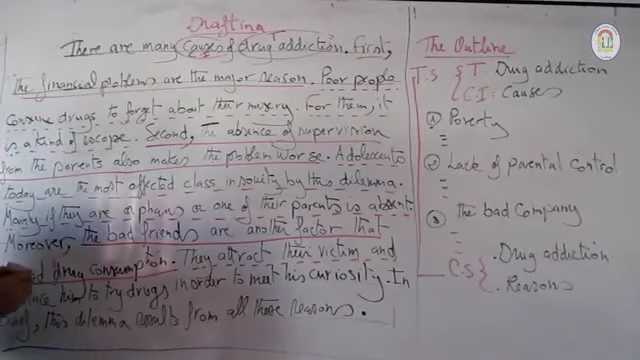 Drafting
There are many causes of drug addiction. First,
the financial problems are the major reason. Poor people
consume drugs to forget about their misery. For them, it
is a kind of escape. Second, the absence of supervision
from the parents also makes the problem worse. Adolescents
today are the most affected class in society by this dilemma.
Mainly if they are orphans or one of their parents is absent.
Moreover, the bad friends are another factor that
drug consumption. They attract their victim and
him to try drugs in order to meet his curiosity. In
this dilemma results from all those reasons.
The Outline
T.S { T: Drug addiction
C I: Causes
① Poverty
② Lack of parental control
③ The bad Company
C.S { Drug addiction
Reasons